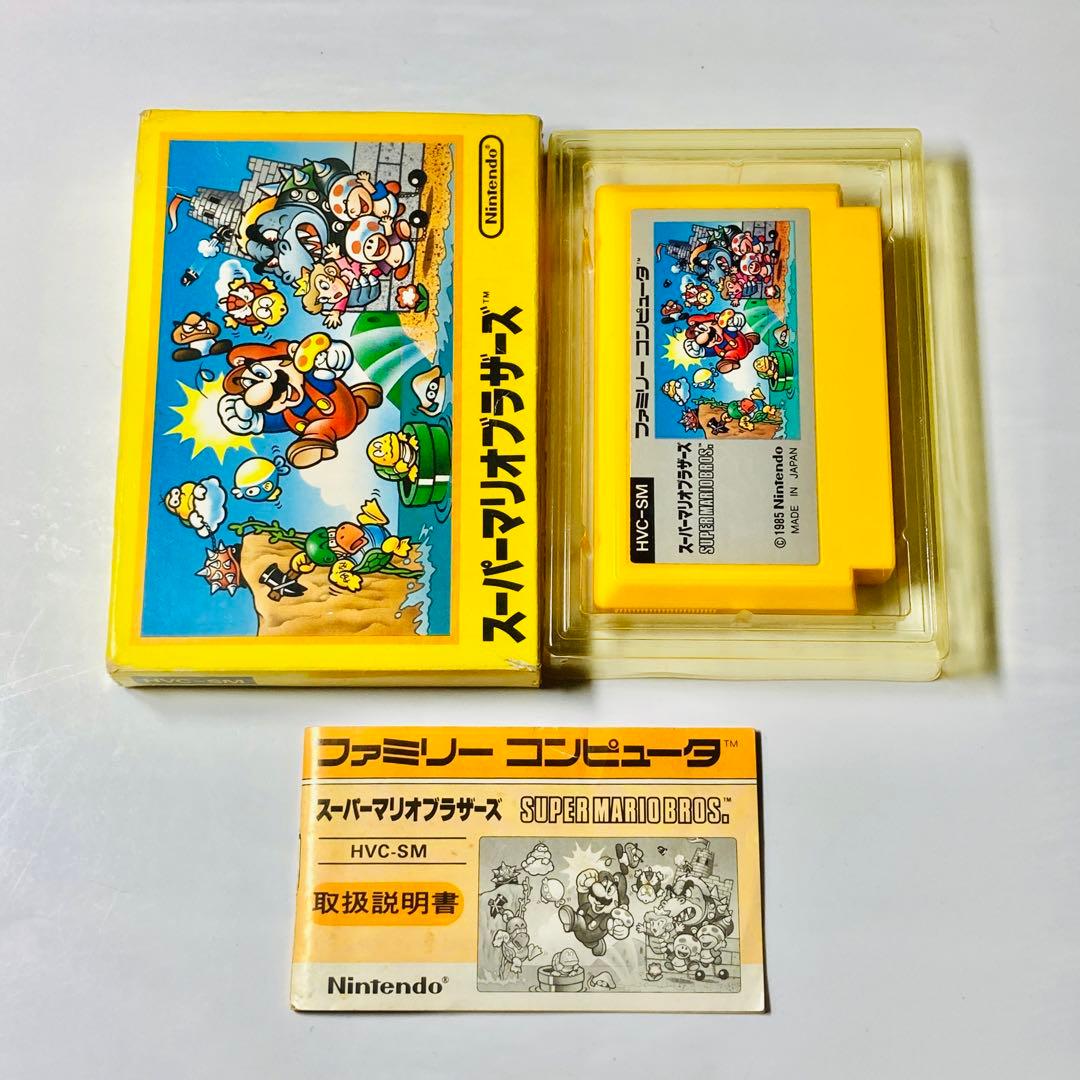 Nintendo®
スーパーマリオブラザーズ™
HVC-SM
ファミリー コンピュータ™
HVC-SM
スーパーマリオブラザーズ
SUPER MARIO BROS.
© 1985 Nintendo
MADE IN JAPAN
ファミリー コンピュータ™
スーパーマリオブラザーズ SUPER MARIO BROS.™
HVC-SM
取扱説明書
Nintendo®